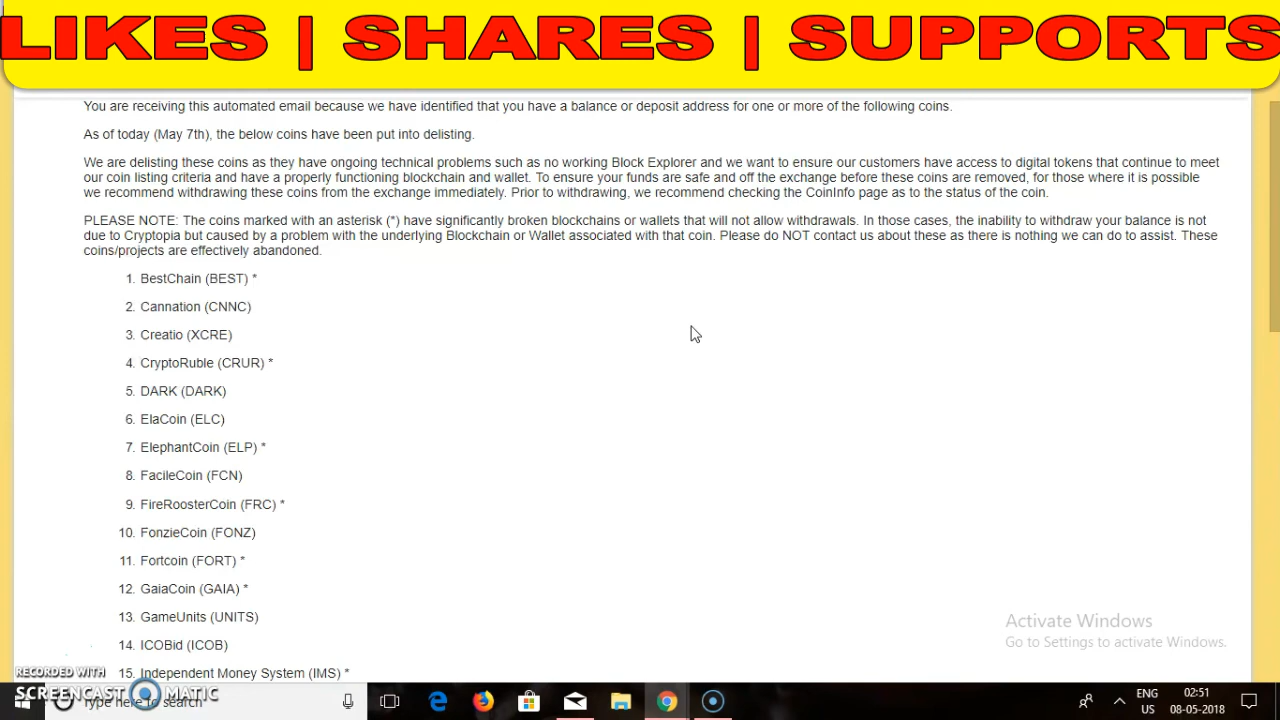 LIKES | SHARES | SUPPORTS
You are receiving this automated email because we have identified that you have a balance or deposit address for one or more of the following coins.
As of today (May 7th), the below coins have been put into delisting.
We are delisting these coins as they have ongoing technical problems such as no working Block Explorer and we want to ensure our customers have access to digital tokens that continue to meet
our coin listing criteria and have a properly functioning blockchain and wallet. To ensure your funds are safe and off the exchange before these coins are removed, for those where it is possible
we recommend withdrawing these coins from the exchange immediately. Prior to withdrawing, we recommend checking the CoinInfo page as to the status of the coin.
PLEASE NOTE: The coins marked with an asterisk (*) have significantly broken blockchains or wallets that will not allow withdrawals. In those cases, the inability to withdraw your balance is not
due to Cryptopia but caused by a problem with the underlying Blockchain or Wallet associated with that coin. Please do NOT contact us about these as there is nothing we can do to assist. These
coins/projects are effectively abandoned.
1. BestChain (BEST) *
2. Cannation (CNNC)
3. Creatio (XCRE)
4. CryptoRuble (CRUR) *
5. DARK (DARK)
6. ElaCoin (ELC)
7. ElephantCoin (ELP) *
8. FacileCoin (FCN)
9. FireRoosterCoin (FRC) *
10. FonzieCoin (FONZ)
11. Fortcoin (FORT) *
12. GaiaCoin (GAIA) *
13. GameUnits (UNITS)
14. ICOBid (ICOB)
15. Independent Money System (IMS) *
Activate Windows
Go to Settings to activate Windows.
RECORDED WITH
SCREENCAST MATIC
Type here to search
ENG
US
02:51
08-05-2018